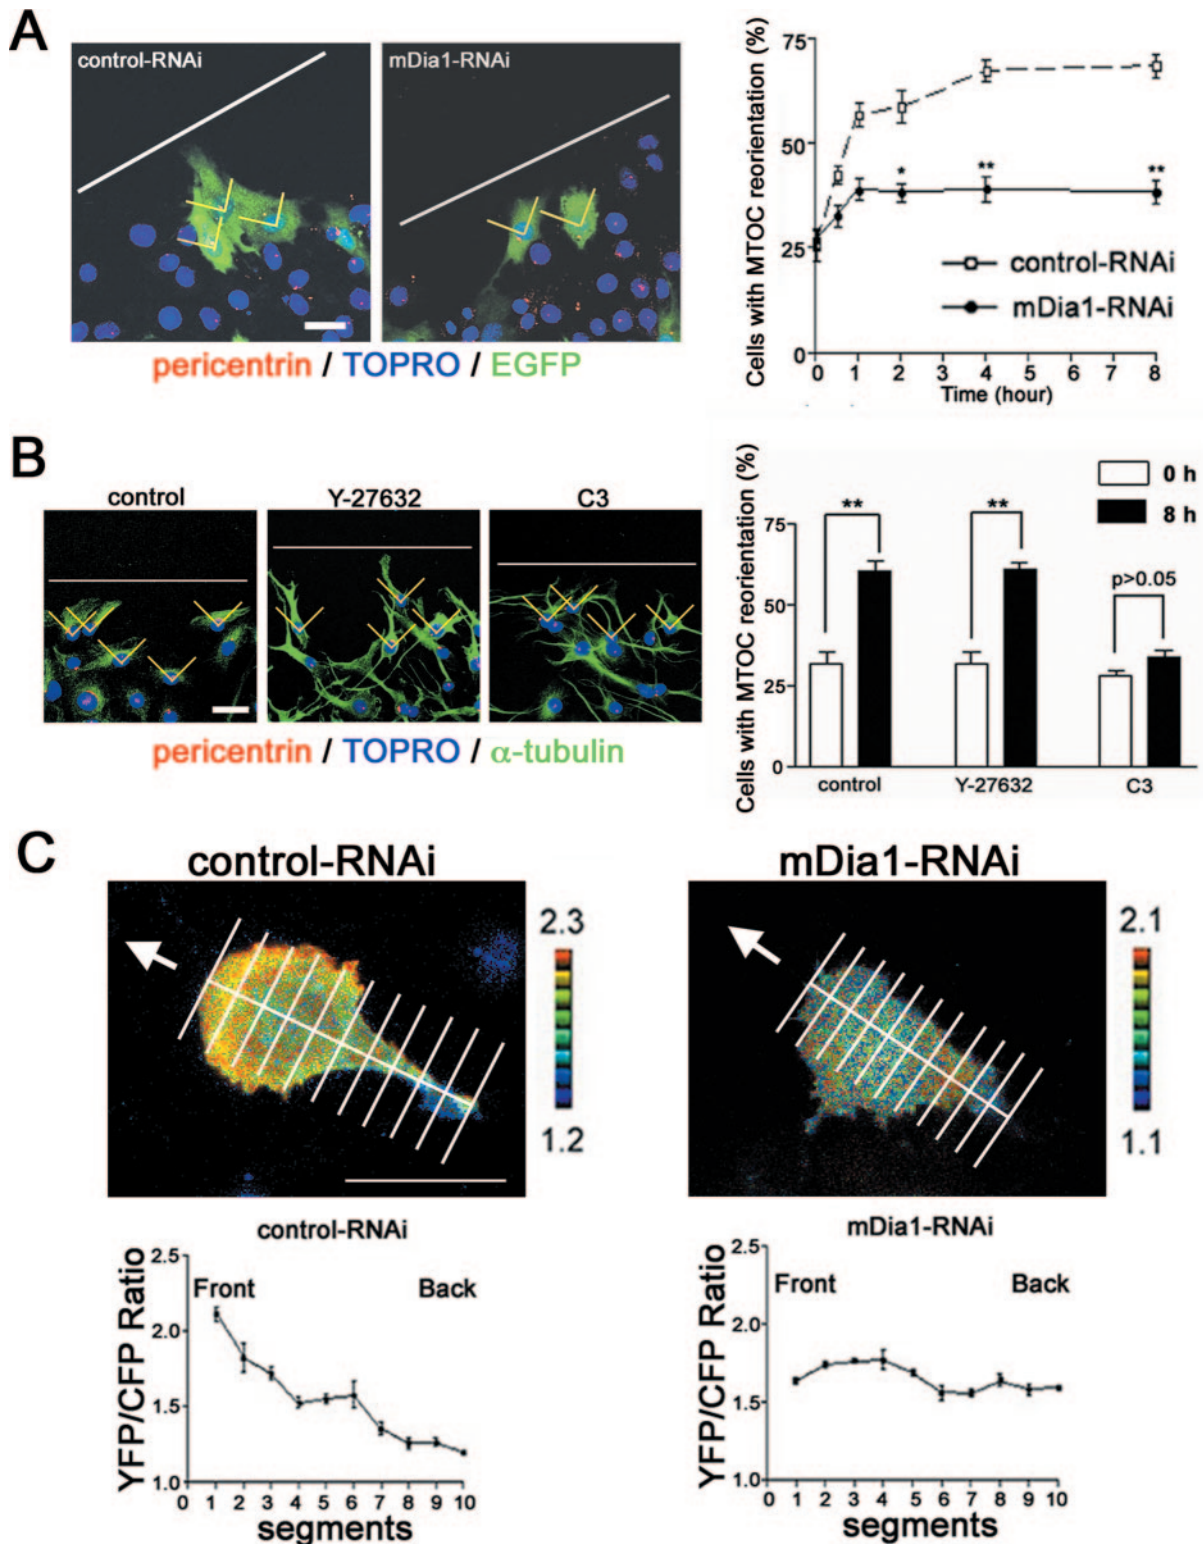 A
control-RNAi
mDia1-RNAi
pericentrin / TOPRO / EGFP
Cells with MTOC reorientation (%)
75
50
25
0
*
**
**
control-RNAi
mDia1-RNAi
0 1 2 3 4 5 6 7 8
Time (hour)
B
control
Y-27632
C3
pericentrin / TOPRO / α-tubulin
Cells with MTOC reorientation (%)
75
50
25
0
0 h
8 h
**
**
p>0.05
control
Y-27632
C3
C
control-RNAi
2.3
1.2
mDia1-RNAi
2.1
1.1
control-RNAi
YFP/CFP Ratio
2.5
2.0
1.5
1.0
Front
Back
0 1 2 3 4 5 6 7 8 9 10
segments
mDia1-RNAi
YFP/CFP Ratio
2.5
2.0
1.5
1.0
Front
Back
0 1 2 3 4 5 6 7 8 9 10
segments